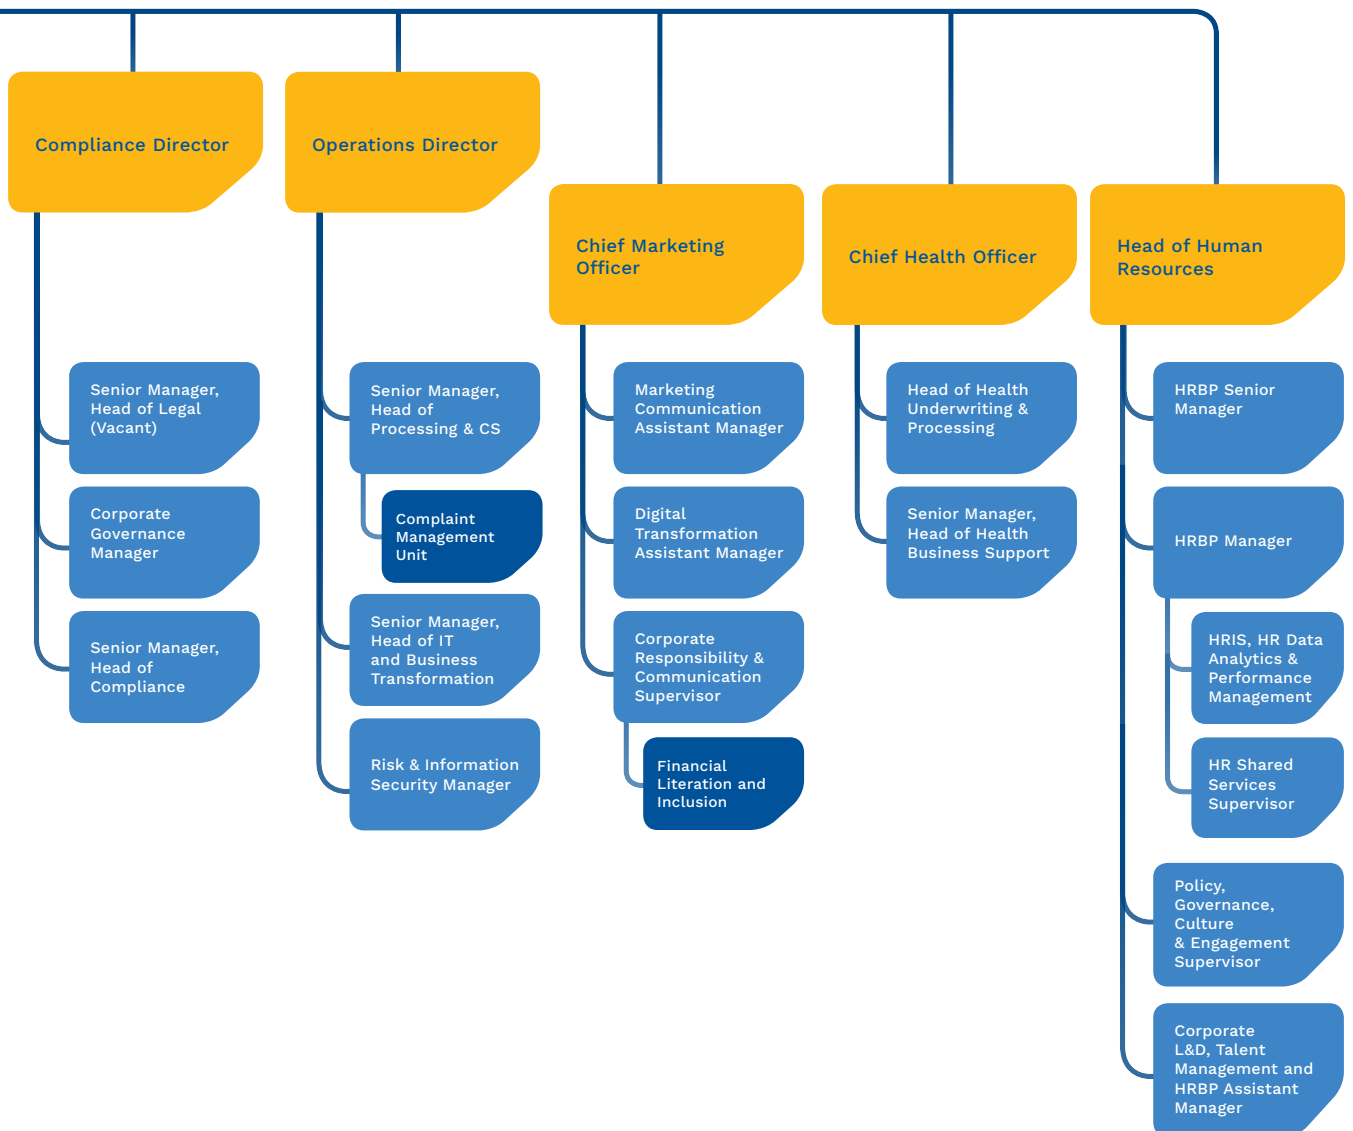 Compliance Director
Senior Manager,
Head of Legal
(Vacant)
Corporate
Governance
Manager
Senior Manager,
Head of
Compliance
Operations Director
Senior Manager,
Head of
Processing & CS
Complaint
Management
Unit
Senior Manager,
Head of IT
and Business
Transformation
Risk & Information
Security Manager
Chief Marketing
Officer
Marketing
Communication
Assistant Manager
Digital
Transformation
Assistant Manager
Corporate
Responsibility &
Communication
Supervisor
Financial
Literation and
Inclusion
Chief Health Officer
Head of Health
Underwriting &
Processing
Senior Manager,
Head of Health
Business Support
Head of Human
Resources
HRBP Senior
Manager
HRBP Manager
HRIS, HR Data
Analytics &
Performance
Management
HR Shared
Services
Supervisor
Policy,
Governance,
Culture
& Engagement
Supervisor
Corporate
L&D, Talent
Management and
HRBP Assistant
Manager